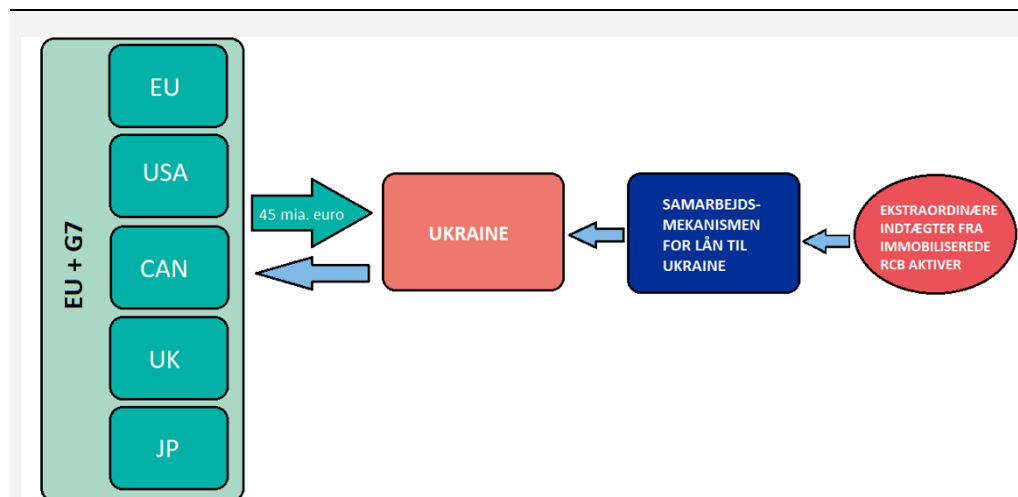 EU + G7
EU
USA
CAN
UK
JP
45 mia. euro
UKRAINE
SAMARBEJDS-
MEKANISMEN
FOR LÅN TIL
UKRAINE
EKSTRAORDINÆRE
INDTÆGTER FRA
IMMOBILISEREDE
RCB AKTIVER